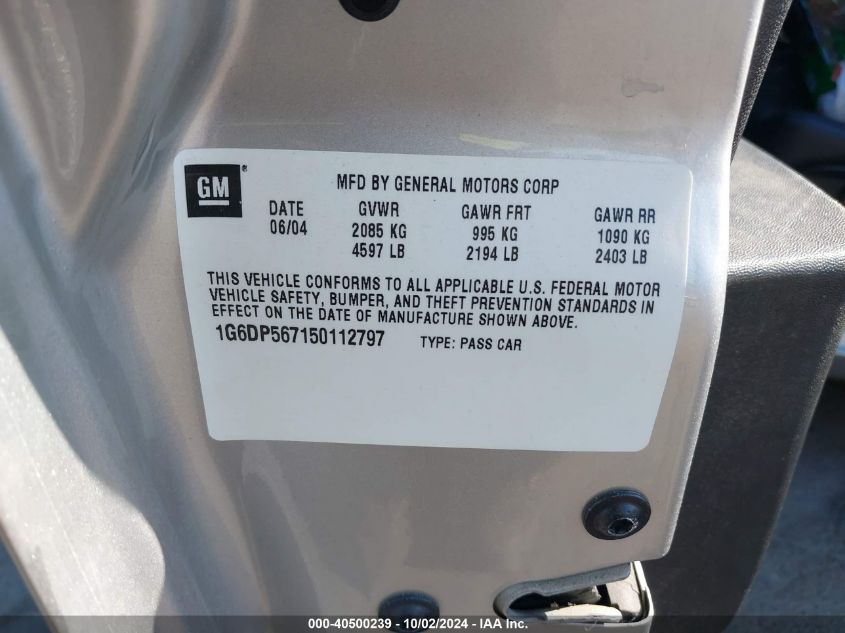 GM®
MFD BY GENERAL MOTORS CORP
DATE GVWR GAWR FRT GAWR RR
06/04 2085 KG 995 KG 1090 KG
4597 LB 2194 LB 2403 LB
THIS VEHICLE CONFORMS TO ALL APPLICABLE U.S. FEDERAL MOTOR
VEHICLE SAFETY, BUMPER, AND THEFT PREVENTION STANDARDS IN
EFFECT ON THE DATE OF MANUFACTURE SHOWN ABOVE.
1G6DP567150112797 TYPE: PASS CAR
000-40500239 - 10/02/2024 - IAAI Inc.